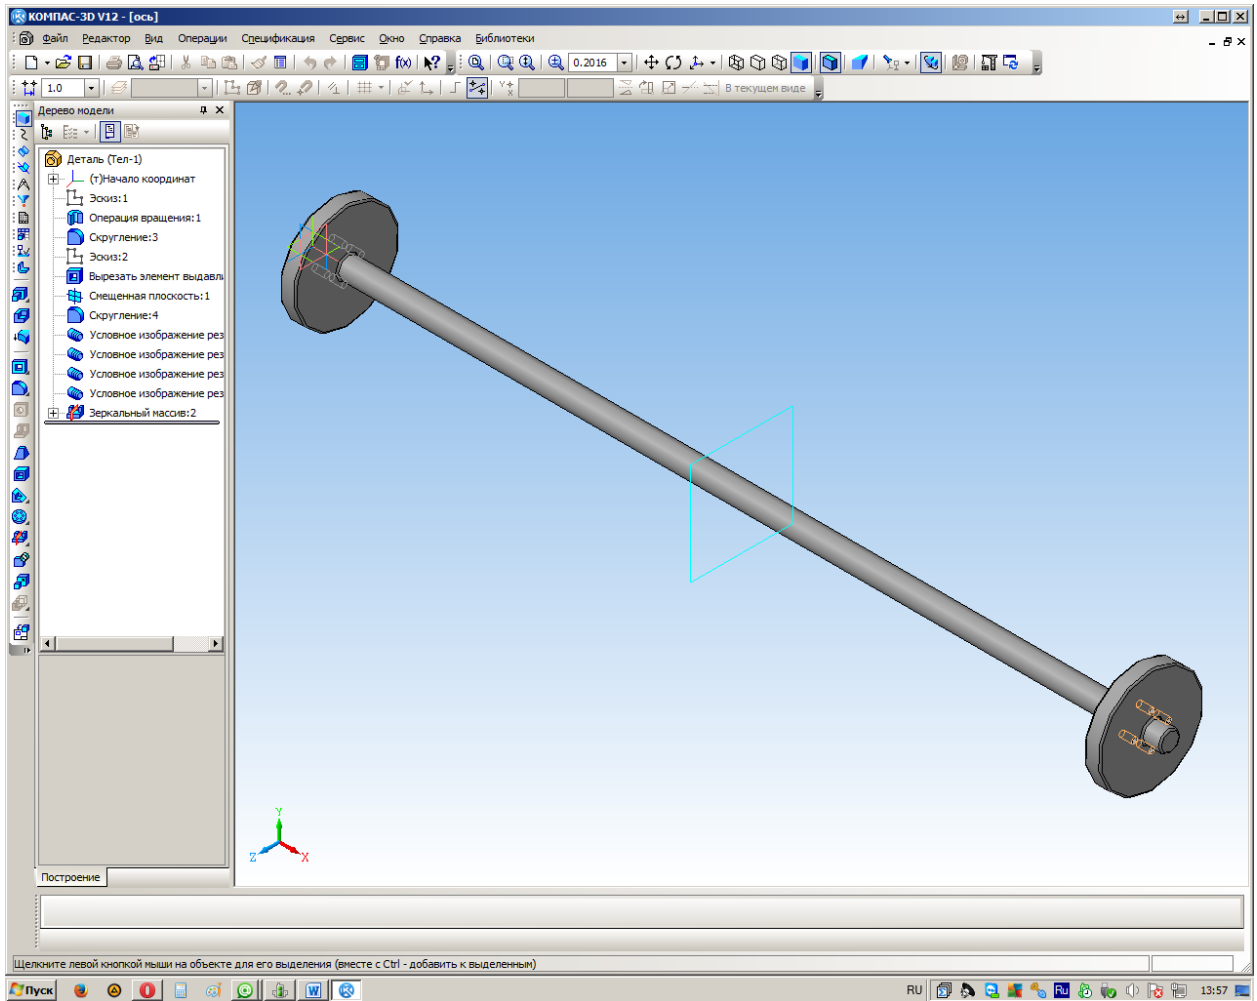 КОМПАС-3D V12 - [ось]
Файл Редактор Вид Операции Спецификация Сервис Окно Справка Библиотеки
0.2016
1.0 В текущем виде
Дерево модели
Деталь (Тел-1)
(т)Начало координат
Эскиз:1
Операция вращения:1
Скругление:3
Эскиз:2
Вырезать элемент выдавли
Смещенная плоскость:1
Скругление:4
Условное изображение рез
Условное изображение рез
Условное изображение рез
Условное изображение рез
Зеркальный массив:2
Y
Z X
Построение
Щелкните левой кнопкой мыши на объекте для его выделения (вместе с Ctrl - добавить к выделенным)
Пуск RU Ru 13:57